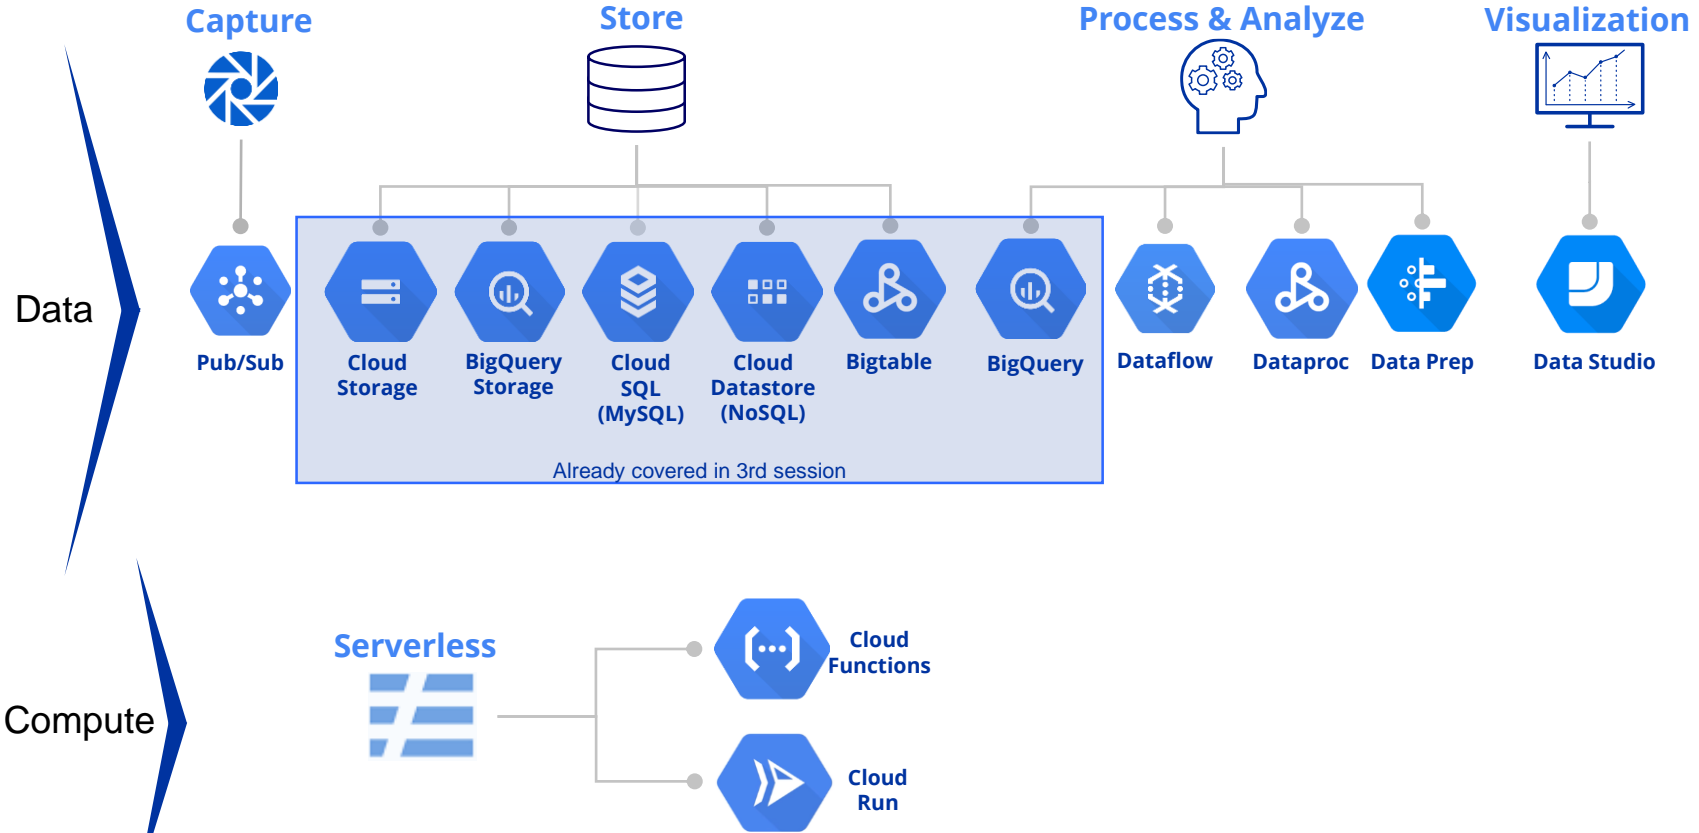 Capture
Store
Process & Analyze
Visualization
Data
Pub/Sub
Cloud
Storage
BigQuery
Storage
Cloud
SQL
(MySQL)
Cloud
Datastore
(NoSQL)
Bigtable
BigQuery
Dataflow
Dataproc
Data Prep
Data Studio
Already covered in 3rd session
Compute
Serverless
Cloud
Functions
Cloud
Run